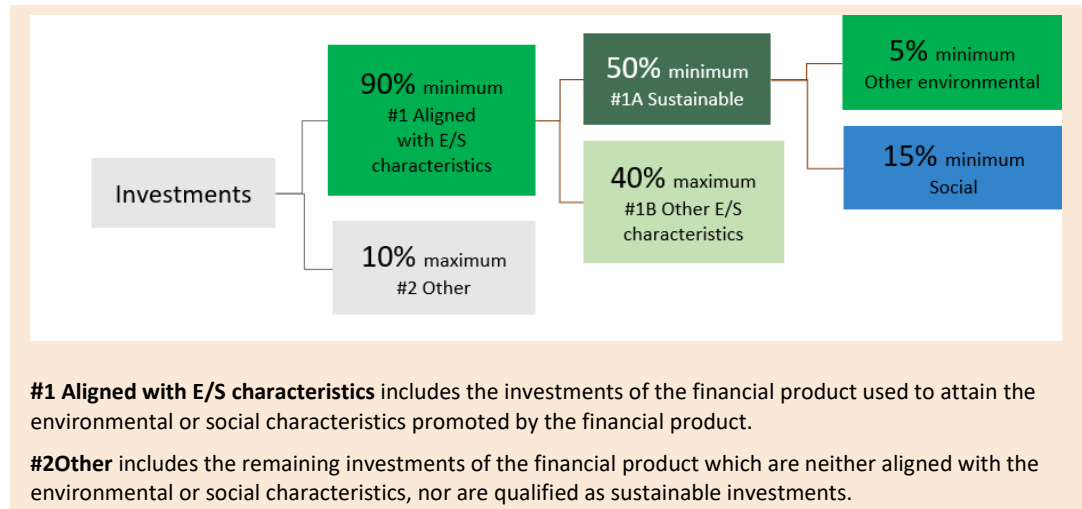 Investments
90% minimum
#1 Aligned
with E/S
characteristics
10% maximum
#2 Other
50% minimum
#1A Sustainable
40% maximum
#1B Other E/S
characteristics
5% minimum
Other environmental
15% minimum
Social
#1 Aligned with E/S characteristics includes the investments of the financial product used to attain the
environmental or social characteristics promoted by the financial product.
#2Other includes the remaining investments of the financial product which are neither aligned with the
environmental or social characteristics, nor are qualified as sustainable investments.